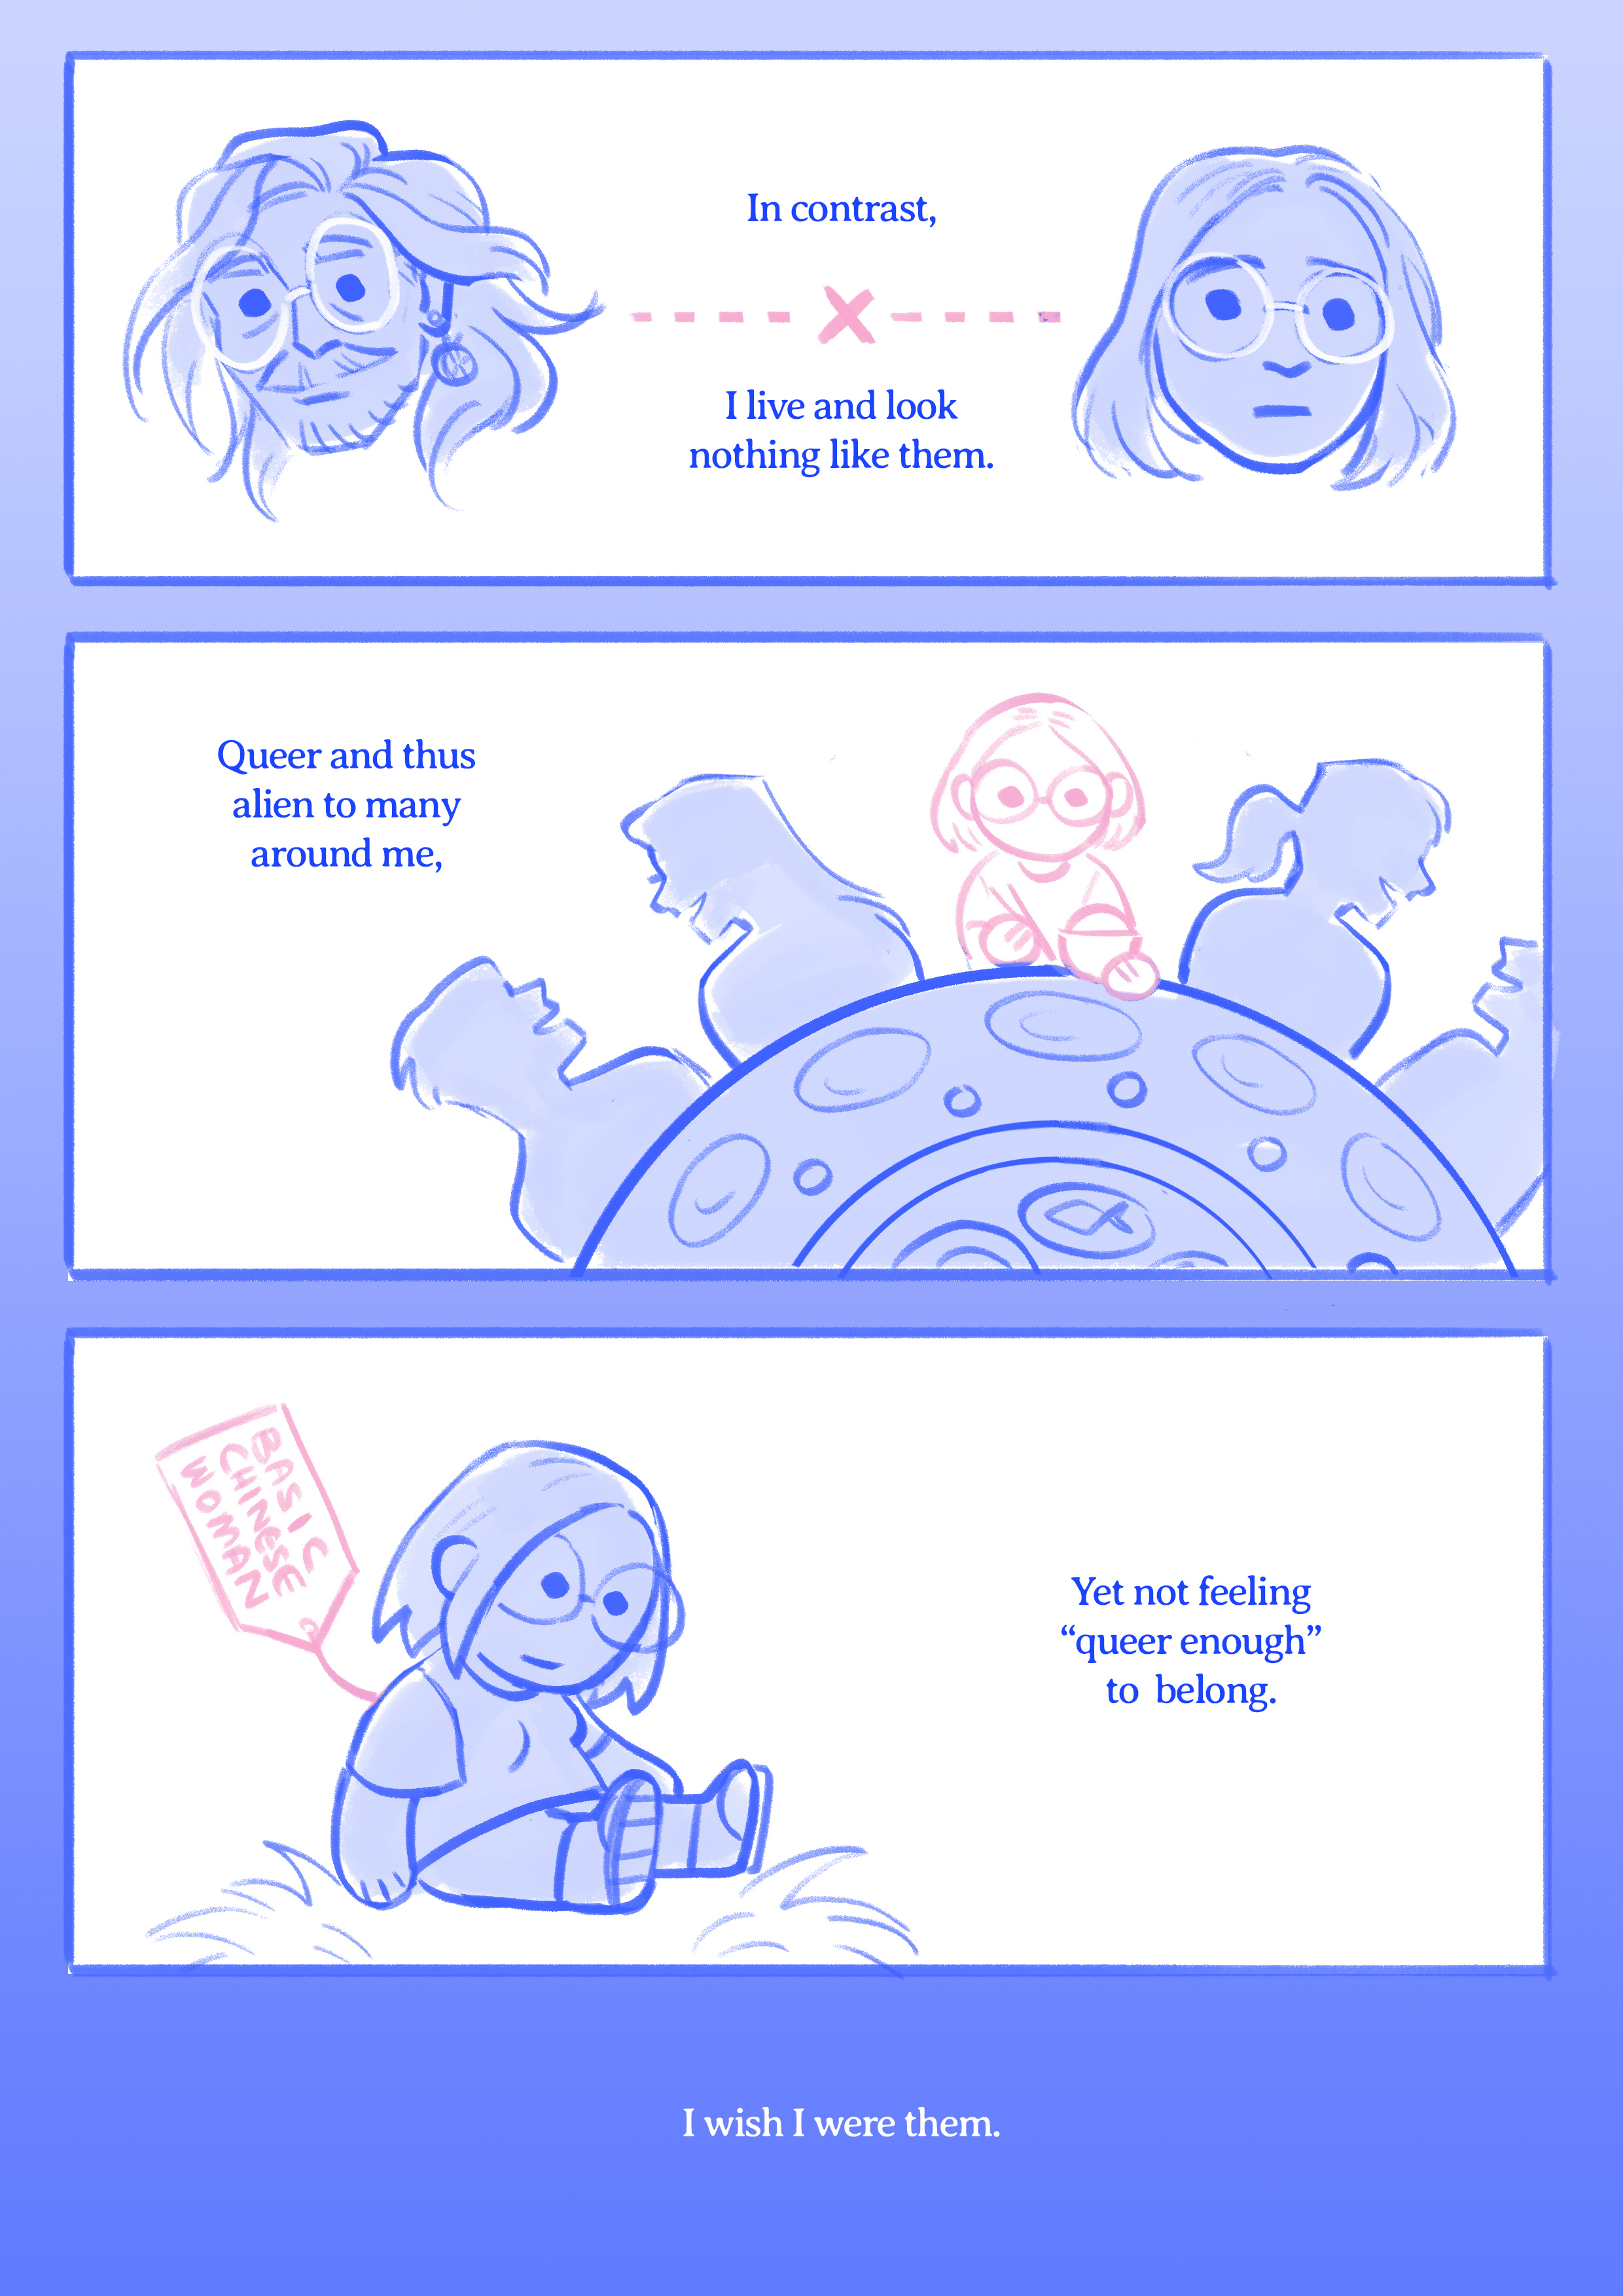 In contrast,
I live and look
nothing like them.
Queer and thus
alien to many
around me,
BASIC
CHINESE
WOMAN
Yet not feeling
“queer enough”
to belong.
I wish I were them.